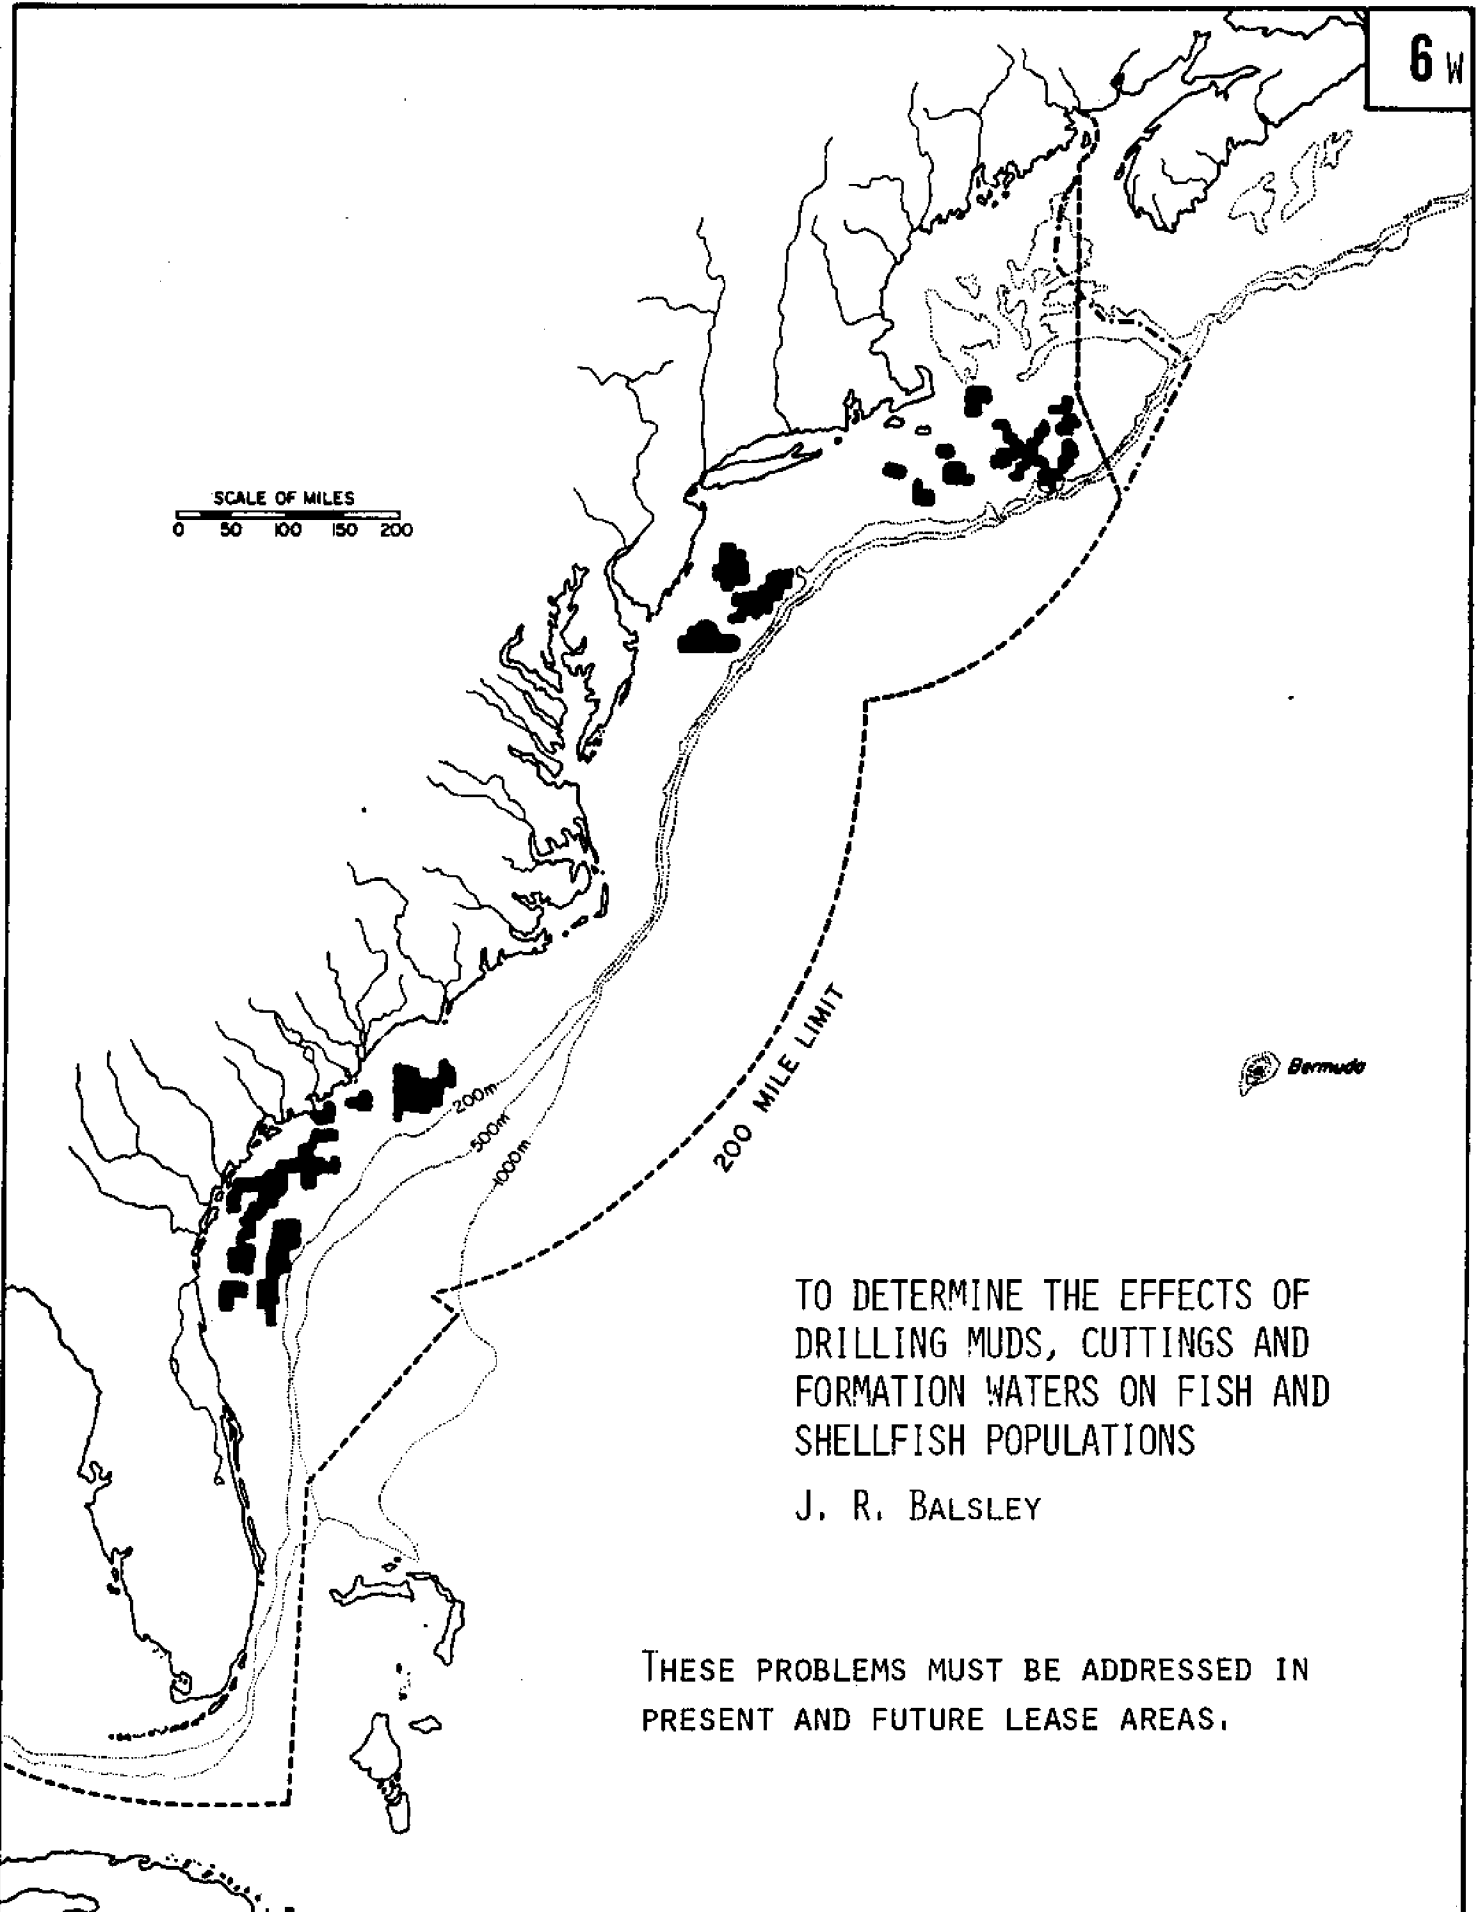 6 W
SCALE OF MILES
0 50 100 150 200
200 MILE LIMIT
Bermuda
200m
500m
1000m
TO DETERMINE THE EFFECTS OF
DRILLING MUDS, CUTTINGS AND
FORMATION WATERS ON FISH AND
SHELLFISH POPULATIONS
J. R. BALSLEY
THESE PROBLEMS MUST BE ADDRESSED IN
PRESENT AND FUTURE LEASE AREAS.